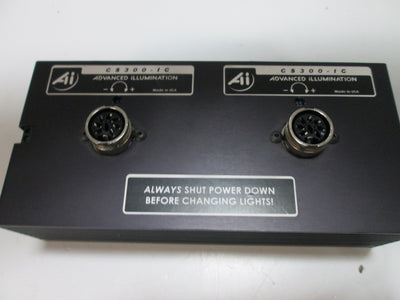 Ai
CS300-IC
ADVANCED ILLUMINATION
- +
Made in USA
Ai
CS300-IC
ADVANCED ILLUMINATION
- +
Made in USA
ALWAYS SHUT POWER DOWN
BEFORE CHANGING LIGHTS!